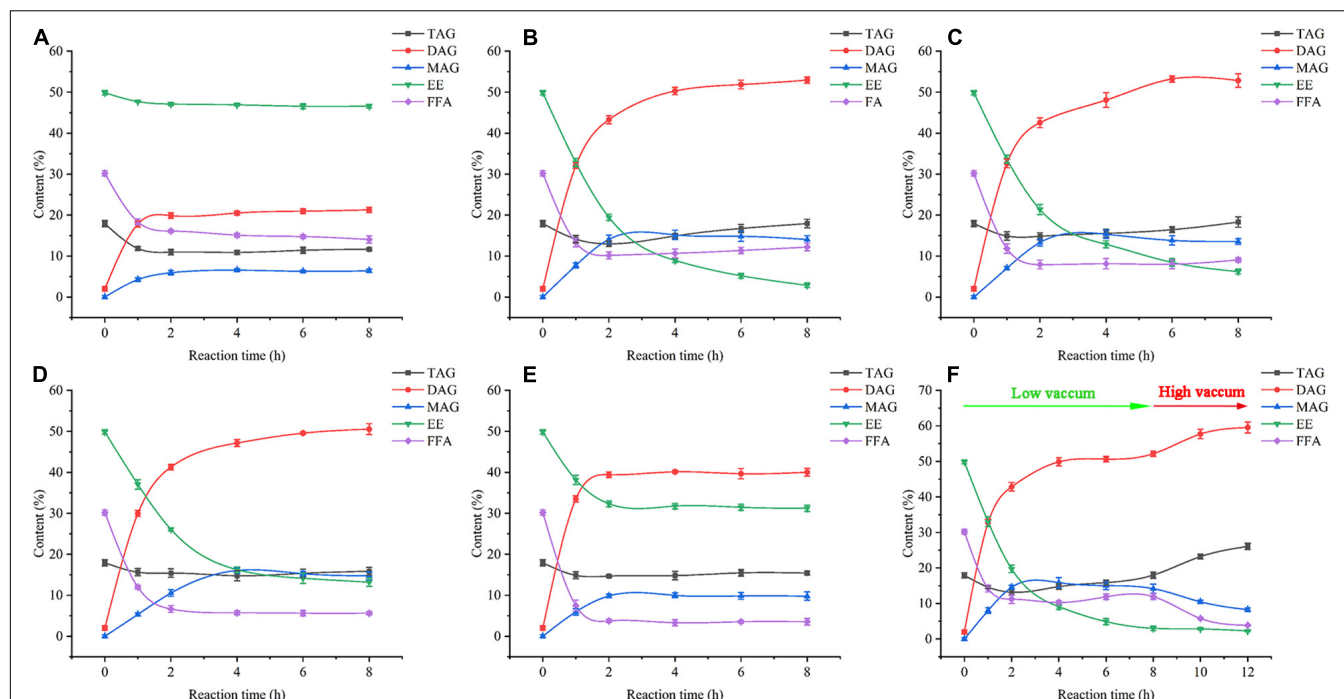 A
TAG
DAG
MAG
EE
FFA
60
50
40
30
20
10
0
Content (%)
0 2 4 6 8
Reaction time (h)
B
TAG
DAG
MAG
EE
FA
60
50
40
30
20
10
0
Content (%)
0 2 4 6 8
Reaction time (h)
C
TAG
DAG
MAG
EE
FFA
60
50
40
30
20
10
0
Content (%)
0 2 4 6 8
Reaction time (h)
D
TAG
DAG
MAG
EE
FFA
60
50
40
30
20
10
0
Content (%)
0 2 4 6 8
Reaction time (h)
E
TAG
DAG
MAG
EE
FFA
60
50
40
30
20
10
0
Content (%)
0 2 4 6 8
Reaction time (h)
F
TAG
DAG
MAG
EE
FFA
Low vaccum High vaccum
70
60
50
40
30
20
10
0
Content (%)
0 2 4 6 8 10 12
Reaction time (h)